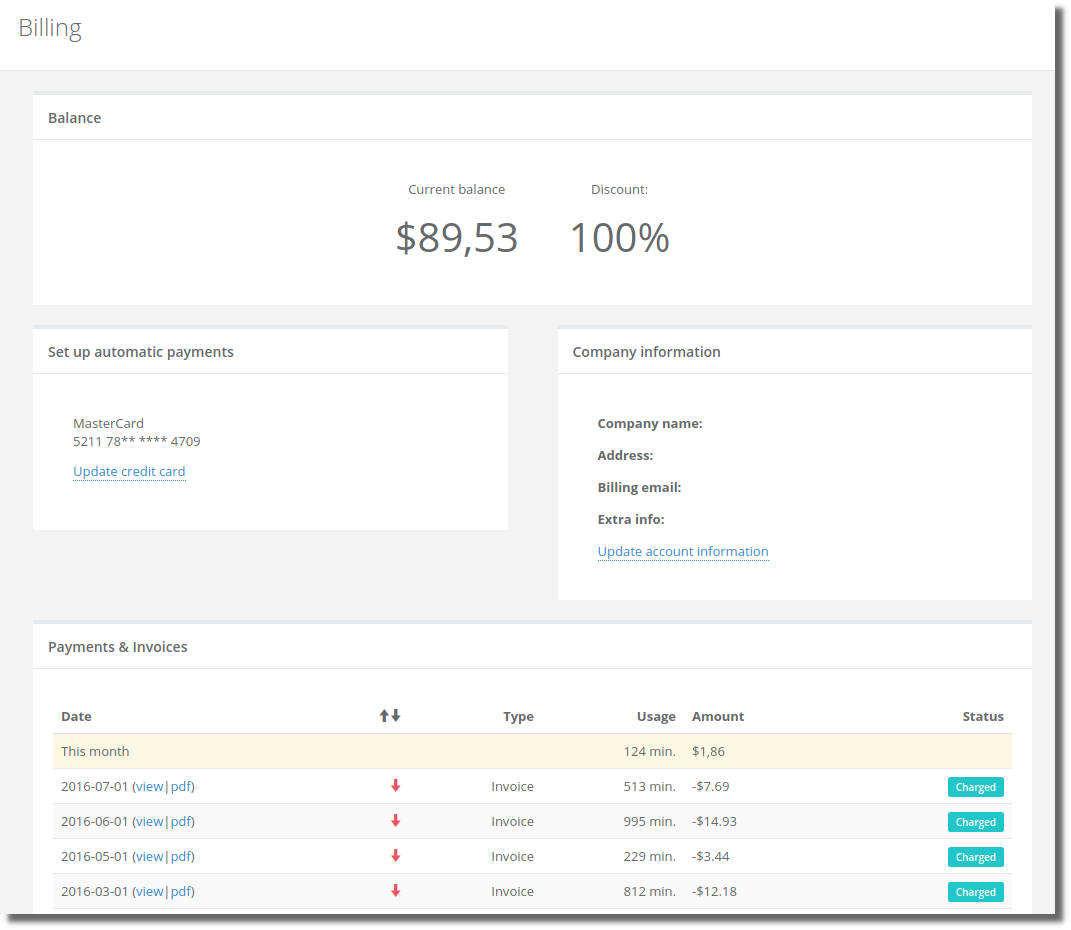 Billing
Balance
Current balance Discount:
$89,53 100%
Set up automatic payments
MasterCard
5211 78** **** 4709
Update credit card
Company information
Company name:
Address:
Billing email:
Extra info:
Update account information
Payments & Invoices
Date Type Usage Amount Status
This month 124 min. $1,86
2016-07-01 (view|pdf) Invoice 513 min. -$7.69 Charged
2016-06-01 (view|pdf) Invoice 995 min. -$14.93 Charged
2016-05-01 (view|pdf) Invoice 229 min. -$3.44 Charged
2016-03-01 (view|pdf) Invoice 812 min. -$12.18 Charged